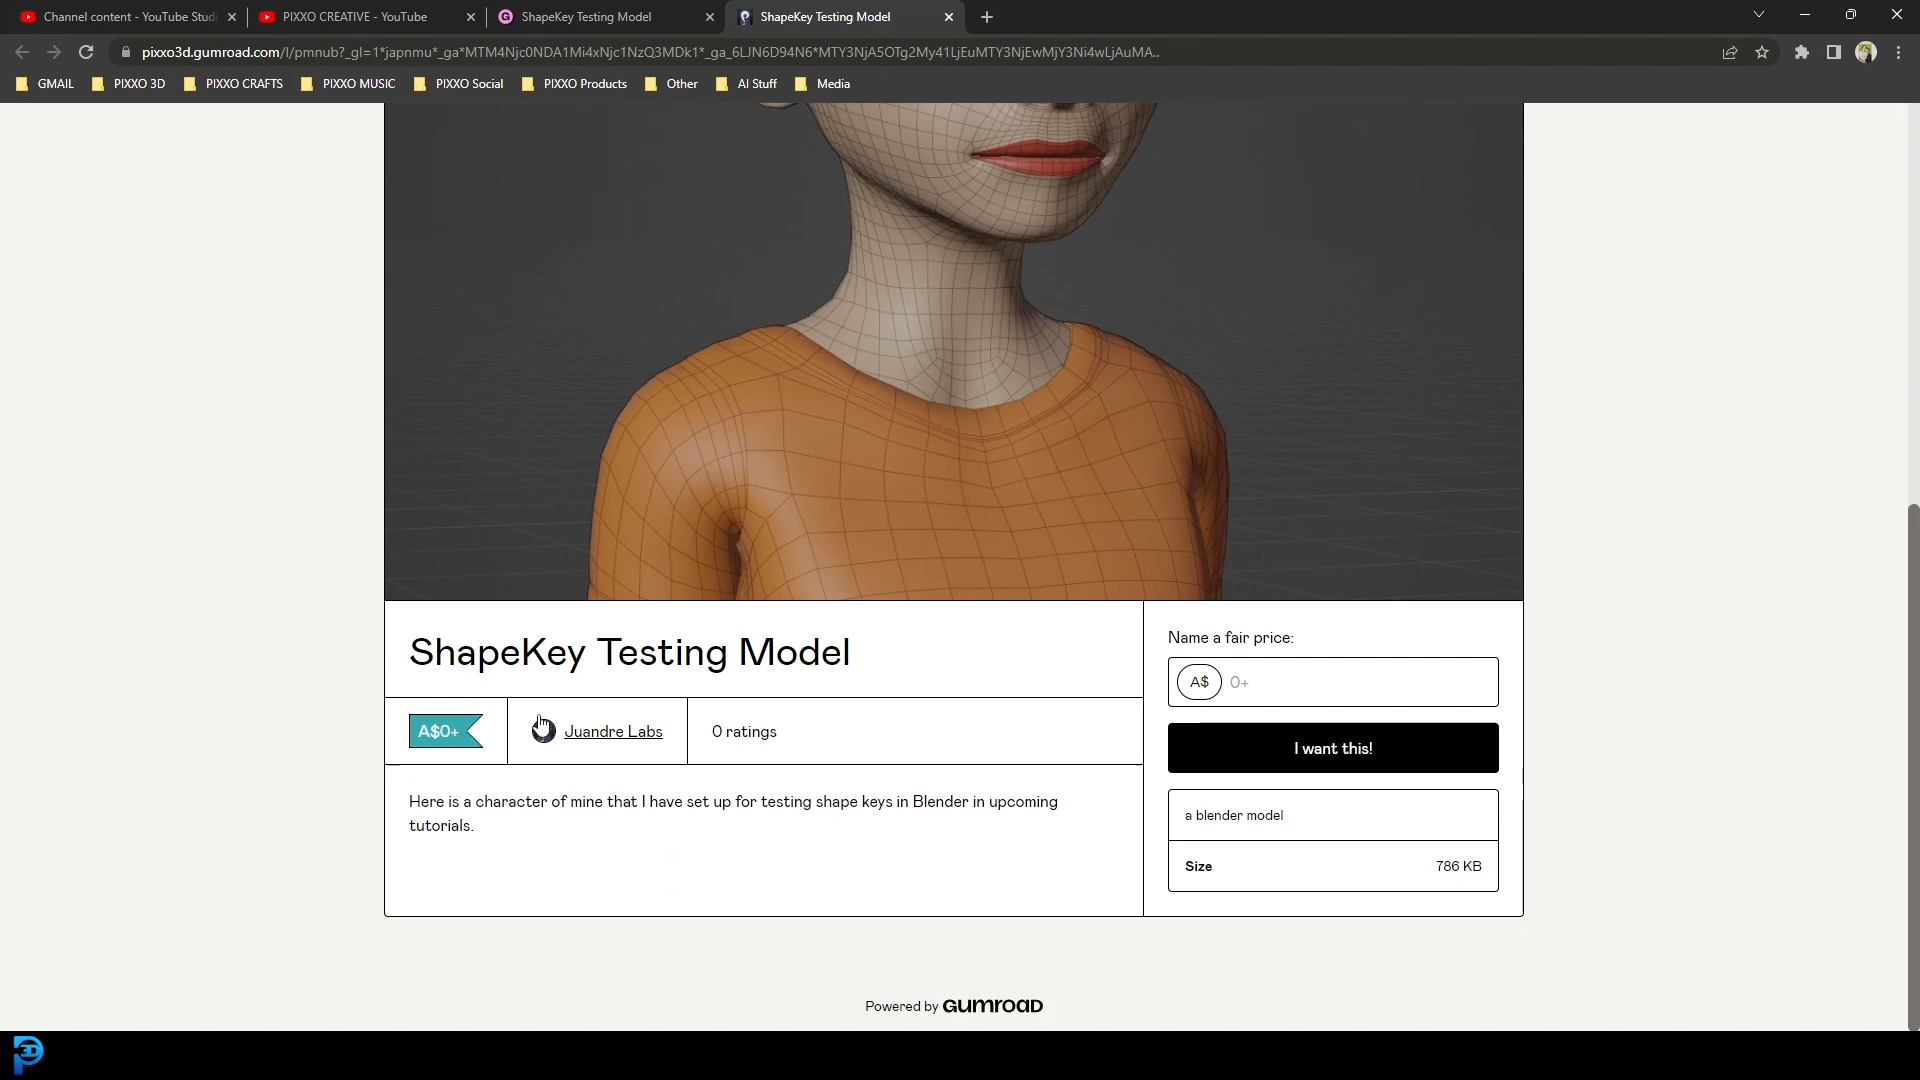 Channel content - YouTube Studi
PIXXO CREATIVE - YouTube
ShapeKey Testing Model
ShapeKey Testing Model
pixxo3d.gumroad.com/l/pmnub?_gl=1*japnmu*_ga*MTM4Njc0NDA1Mi4xNjc1NzQ3MDk1*_ga_6LJN6D94N6*MTY3NjA5OTg2My41LjEuMTY3NjEwMjY3Ni4wLjAuMA..
GMAIL
PIXXO 3D
PIXXO CRAFTS
PIXXO MUSIC
PIXXO Social
PIXXO Products
Other
AI Stuff
Media
ShapeKey Testing Model
A$0+
Juandre Labs
0 ratings
Here is a character of mine that I have set up for testing shape keys in Blender in upcoming
tutorials.
Name a fair price:
A$ 0+
I want this!
a blender model
Size 786 KB
Powered by GUMROAD
P3D